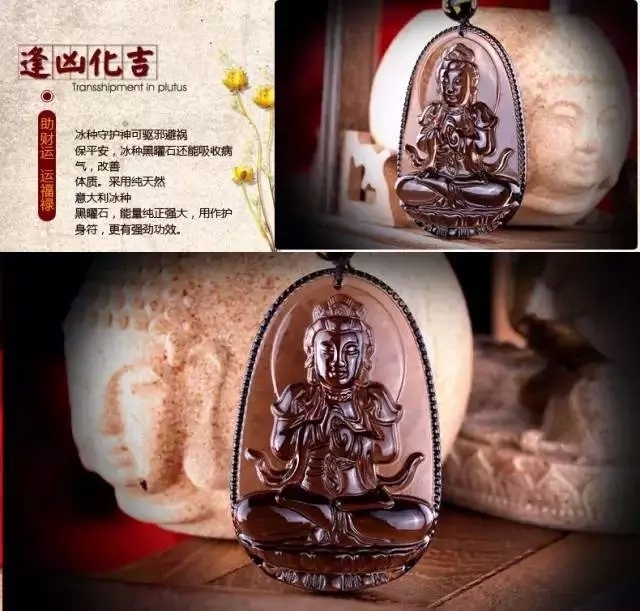 逢凶化吉
Transshipment in plutus
助财运 运福禄
冰种守护神可驱邪避祸
保平安，冰种黑曜石还能吸收病
气，改善
体质。采用纯天然
意大利冰种
黑曜石，能量纯正强大，用作护
身符，更有强劲功效。